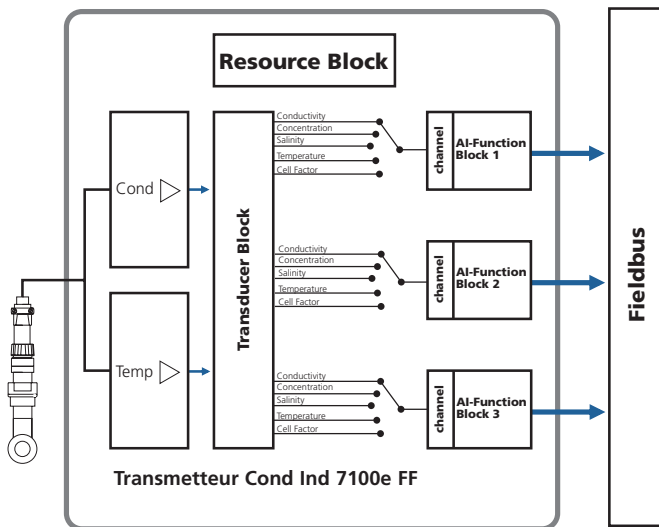 Resource Block
Cond
Temp
Transducer Block
Conductivity
Concentration
Salinity
Temperature
Cell Factor
channel
AI-Function
Block 1
Conductivity
Concentration
Salinity
Temperature
Cell Factor
channel
AI-Function
Block 2
Conductivity
Concentration
Salinity
Temperature
Cell Factor
channel
AI-Function
Block 3
Fieldbus
Transmetteur Cond Ind 7100e FF